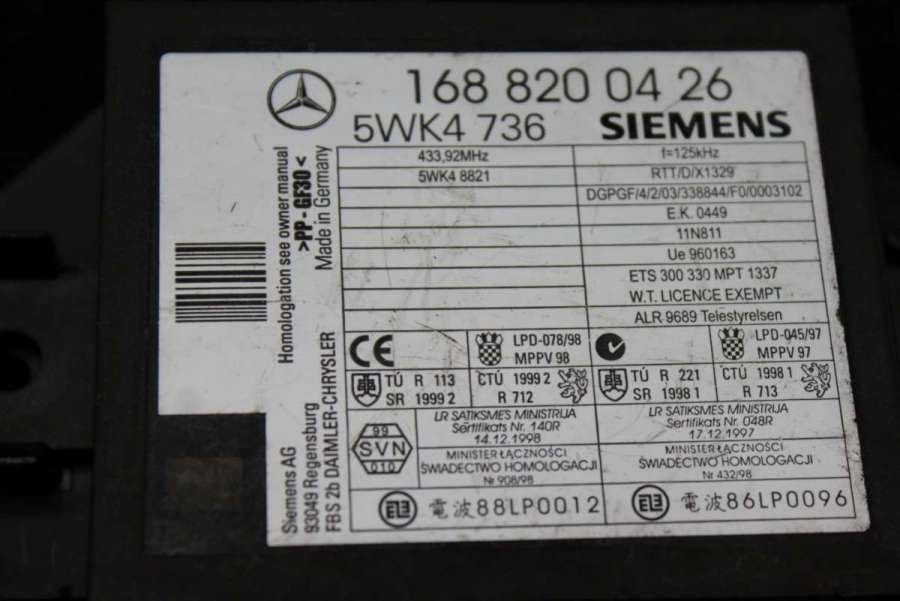 168 820 04 26
5WK4 736 SIEMENS
433,92MHz f=125kHz
5WK4 8821 RTT/D/X1329
DGPGF/4/2/03/338844/F0/0003102
E.K. 0449
11N811
Ue 960163
ETS 300 330 MPT 1337
W.T. LICENCE EXEMPT
ALR 9689 Telestyrelsen
CE LPD-078/98 LPD-045/97
MPPV 98 MPPV 97
TÚ R 113 ČTÚ 1999 2 TÚ R 221 ČTÚ 1998 1
SR 1999 2 R 712 SR 1998 1 R 713
LR SATIKSMES MINISTRIJA LR SATIKSMES MINISTRIJA
Sertifikats Nr. 140R Sertifikats Nr. 048R
14.12.1998 17.12.1997
99
SVN
010
MINISTER ŁĄCZNOŚCI MINISTER ŁĄCZNOŚCI
ŚWIADECTWO HOMOLOGACJI ŚWIADECTWO HOMOLOGACJI
Nr 908/98 Nr 432/98
電波88LP0012 電波86LP0096
Homologation see owner manual
>PP-GF30<
Made in Germany
Siemens AG
93049 Regensburg
FBS 2b DAIMLER-CHRYSLER